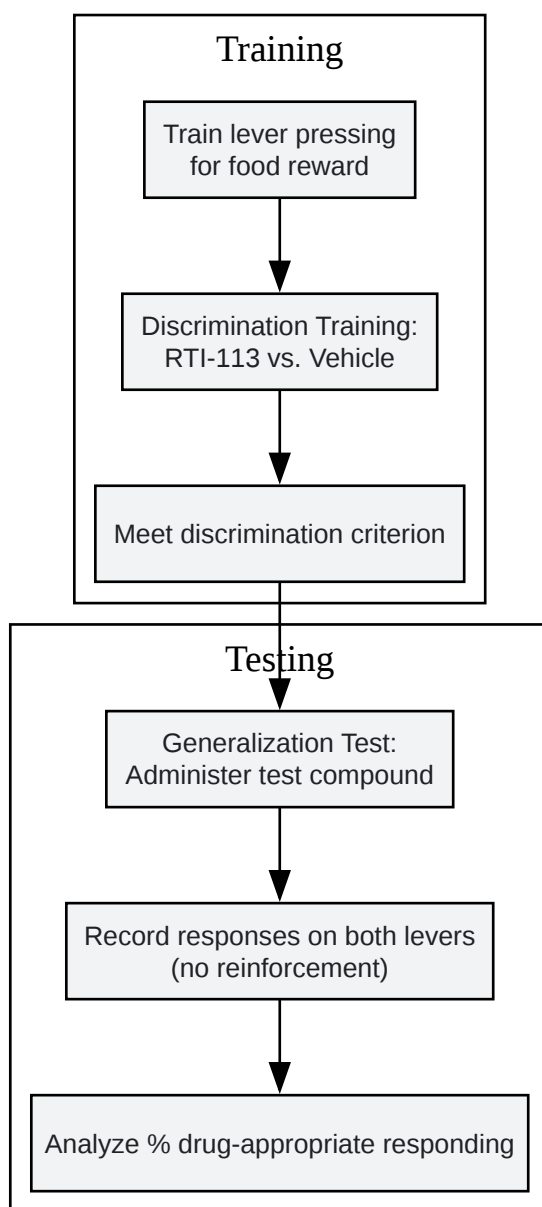 Training
Train lever pressing
for food reward
Discrimination Training:
RTI-113 vs. Vehicle
Meet discrimination criterion
Testing
Generalization Test:
Administer test compound
Record responses on both levers
(no reinforcement)
Analyze % drug-appropriate responding